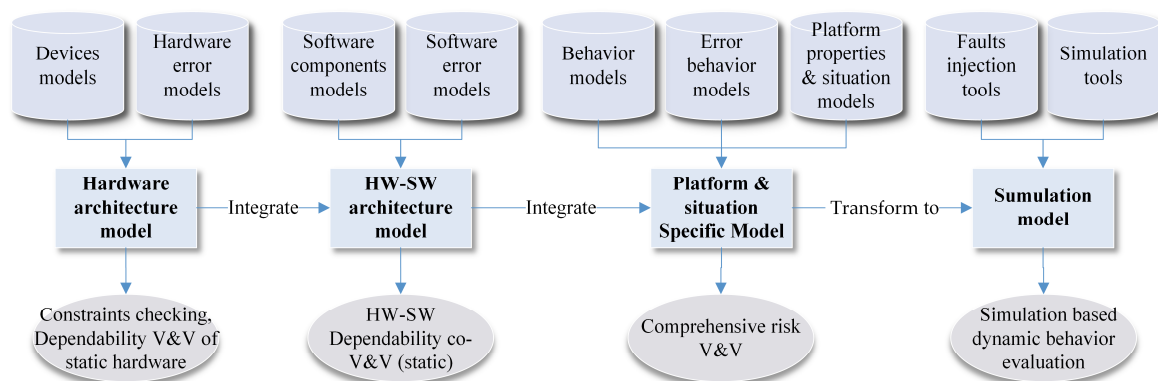 Devices
models
Hardware
error
models
Software
components
models
Software
error
models
Behavior
models
Error
behavior
models
Platform
properties
& situation
models
Faults
injection
tools
Simulation
tools
Hardware
architecture
model
Integrate
HW-SW
architecture
model
Integrate
Platform &
situation
Specific Model
Transform to
Sumulation
model
Constraints checking,
Dependability V&V of
static hardware
HW-SW
Dependability co-
V&V (static)
Comprehensive risk
V&V
Simulation based
dynamic behavior
evaluation